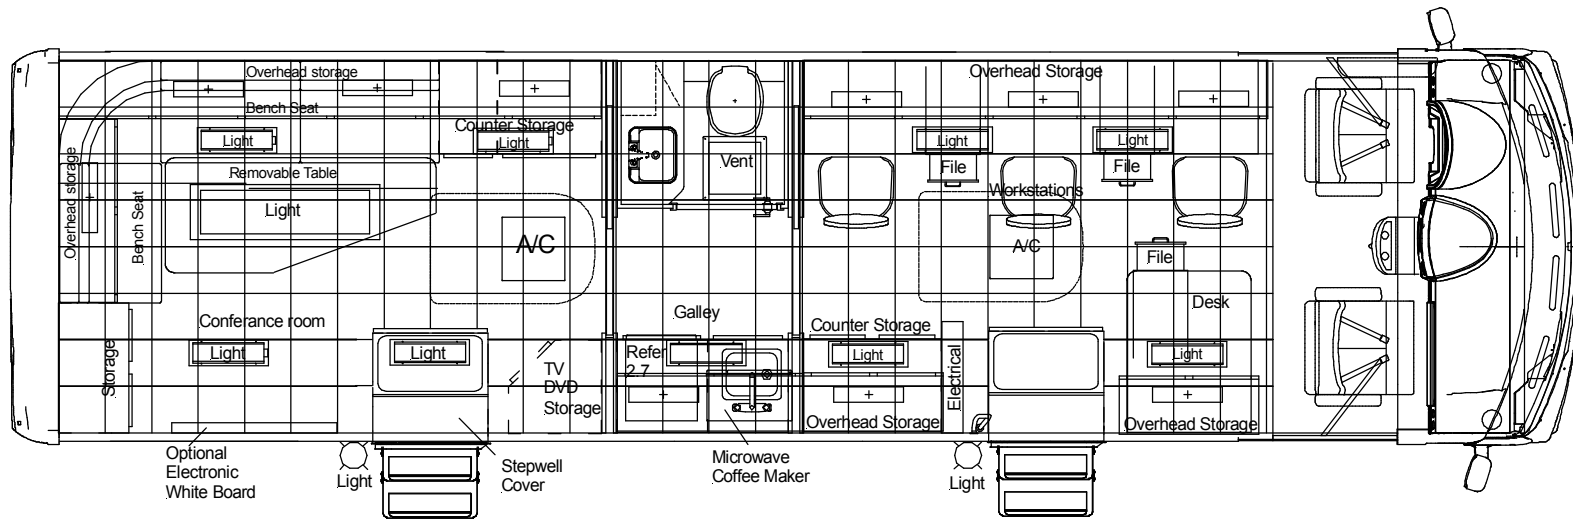 Overhead storage
Bench Seat
Light
Counter Storage
Light
Overhead storage
Bench Seat
Removable Table
Light
A/C
Conferance room
Light
Light
Storage
TV
DVD
Storage
Optional
Electronic
White Board
Light
Stepwell
Cover
Vent
Galley
Refer
2.7
Microwave
Coffee Maker
Overhead Storage
Light
Light
File
File
Workstations
A/C
File
Desk
Counter Storage
Light
Electrical
Light
Overhead Storage
Overhead Storage
Light